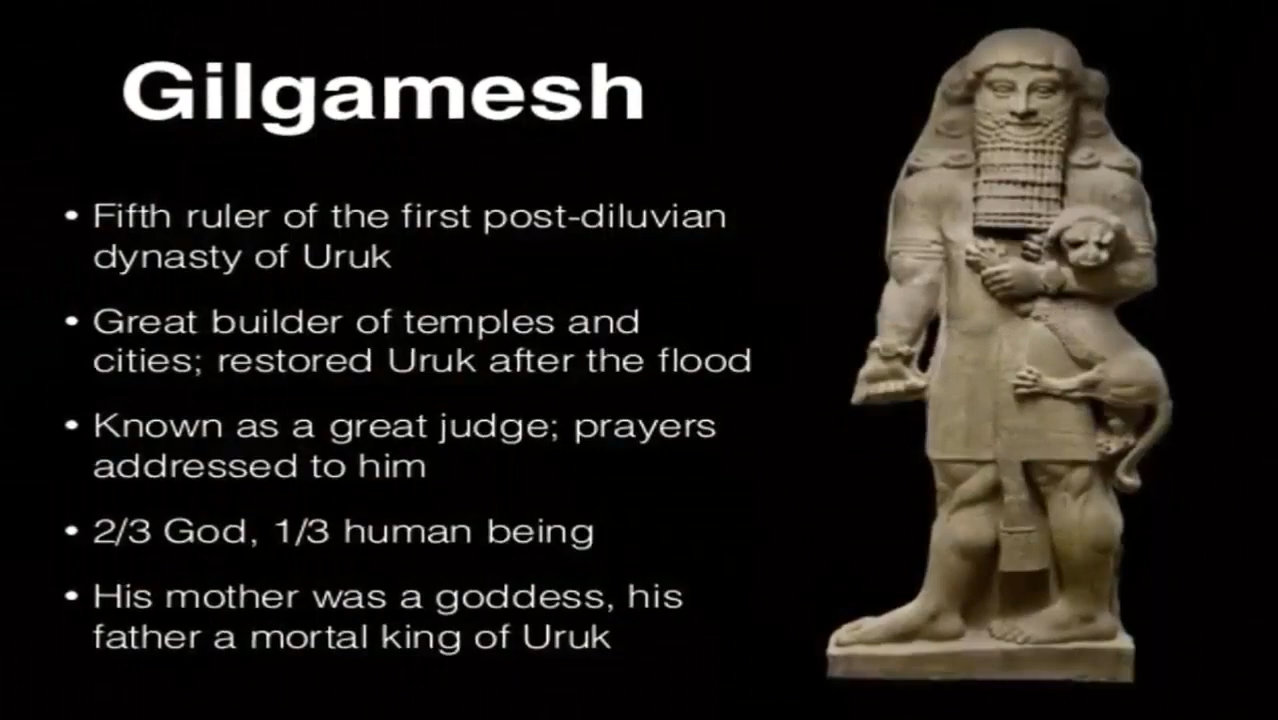 Gilgamesh
• Fifth ruler of the first post-diluvian
dynasty of Uruk
• Great builder of temples and
cities; restored Uruk after the flood
• Known as a great judge; prayers
addressed to him
• 2/3 God, 1/3 human being
• His mother was a goddess, his
father a mortal king of Uruk